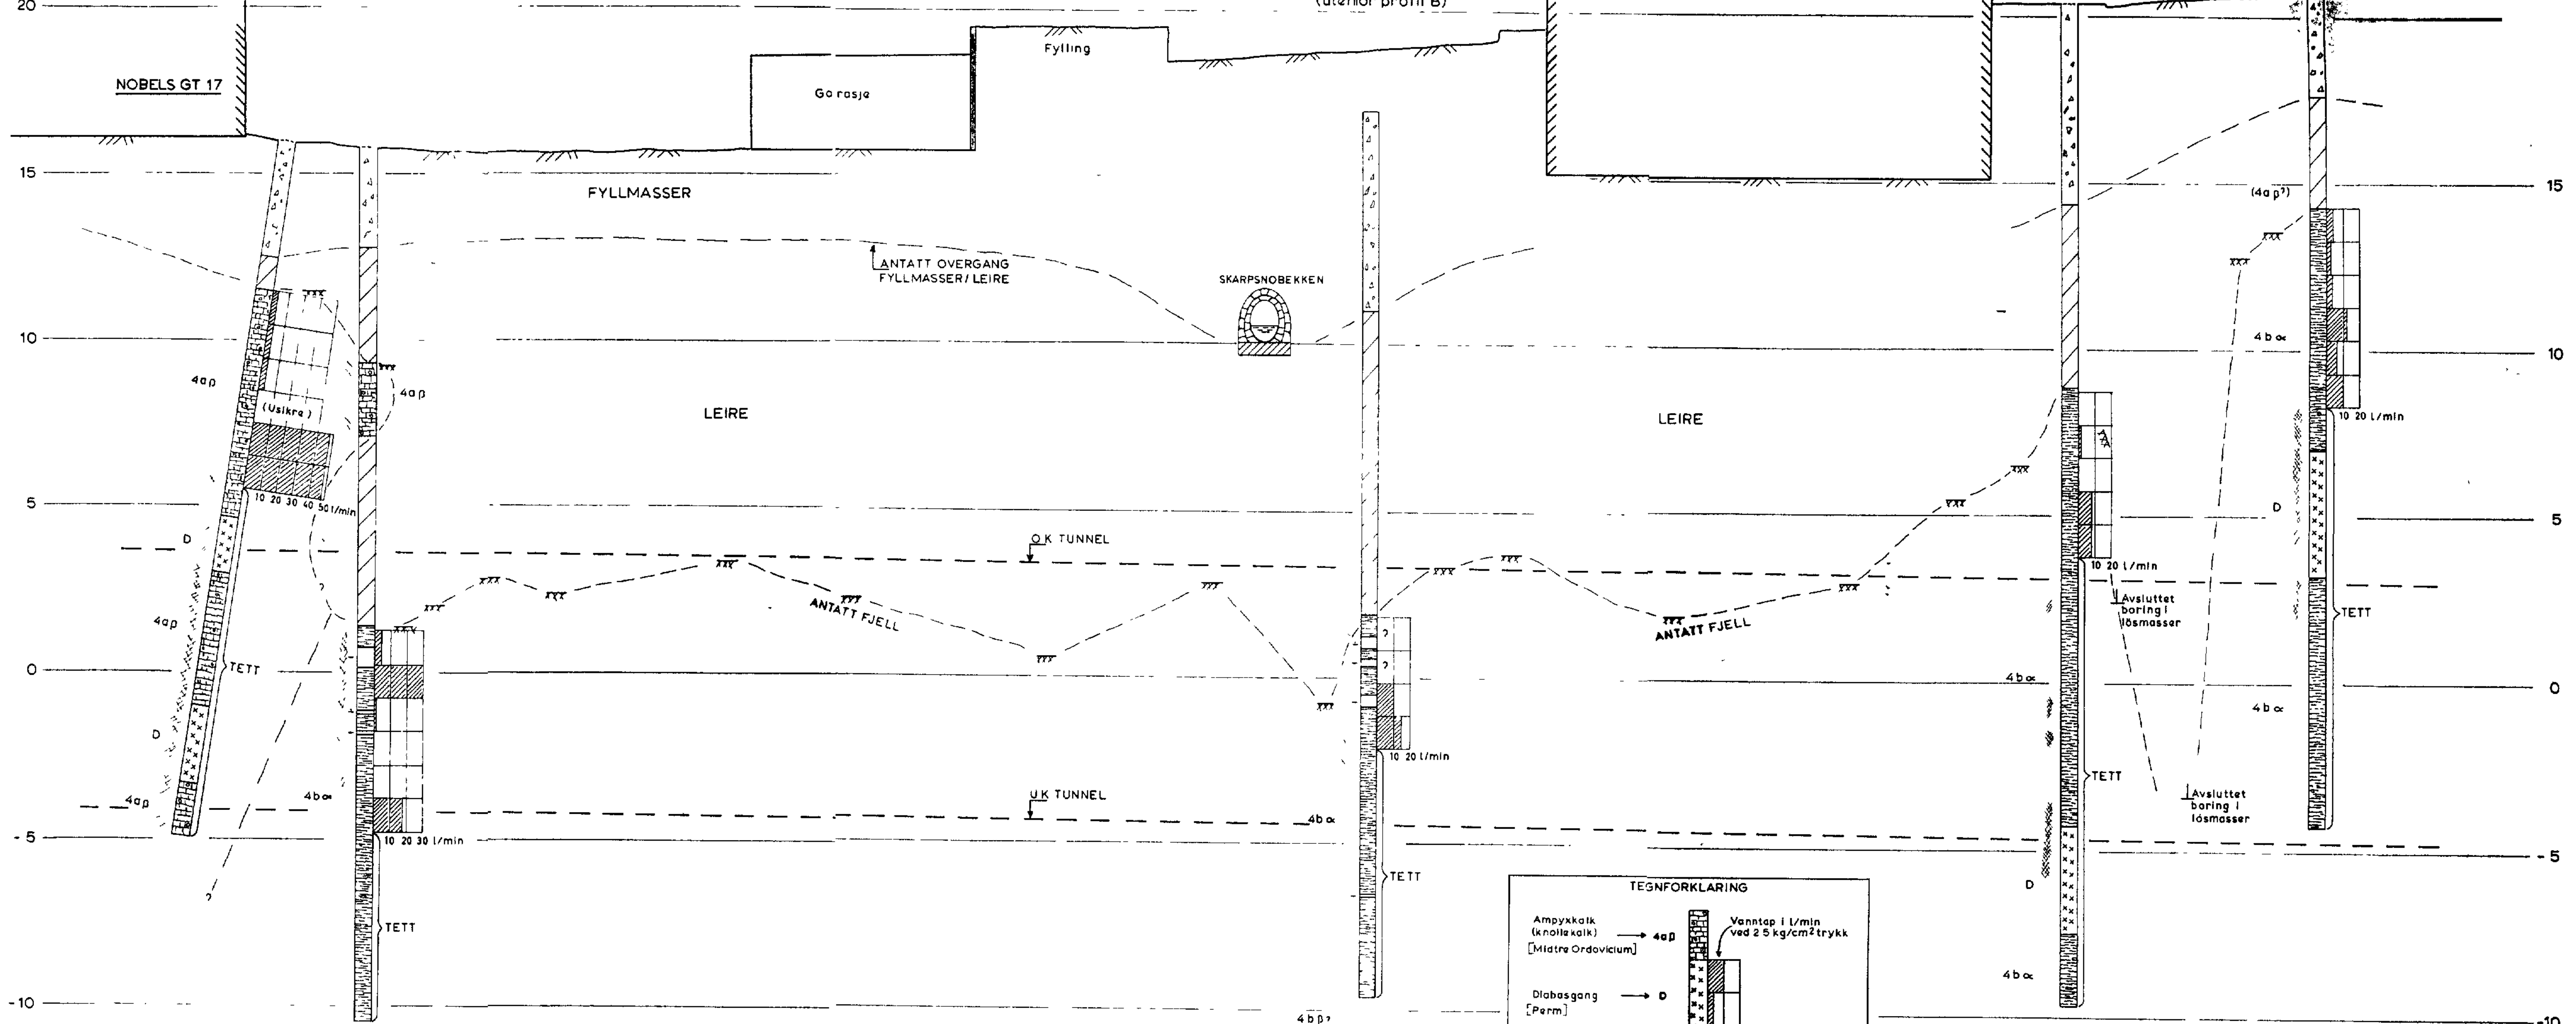 20
(utenfor profil B)
NOBELS GT 17
Garasje
Fylling
15
FYLLMASSER
(4aβ?)
15
ANTATT OVERGANG
FYLLMASSER/LEIRE
SKARPSNOBEKKEN
10
4bα
10
4aβ
4aβ
(Usikre)
LEIRE
LEIRE
10 20 l/min
5
10 20 30 40 50 l/min
D
5
D
O.K TUNNEL
10 20 l/min
?
ANTATT FJELL
ANTATT FJELL
Avsluttet
boring i
lösmasser
TETT
4aβ
TETT
?
?
0
4bα
0
4bα
D
10 20 l/min
TETT
4aβ
4bα
U.K TUNNEL
4bα
Avsluttet
boring i
lösmasser
-5
10 20 30 l/min
-5
?
TETT
TETT
D
TEGNFORKLARING
Ampyxkalk
(knollekalk) → 4aβ
[Midtre Ordovicium]
Vanntap i l/min
ved 2.5 kg/cm² trykk
4bα
Diabasgang → D
[Perm]
-10
4bβ?
-10